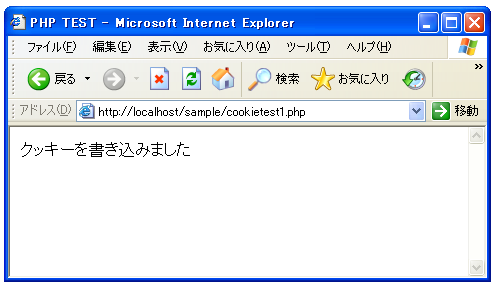 PHP TEST - Microsoft Internet Explorer
ファイル(F) 編集(E) 表示(V) お気に入り(A) ツール(T) ヘルプ(H)
戻る 検索 お気に入り
アドレス(D) http://localhost/sample/cookietest1.php 移動
クッキーを書き込みました